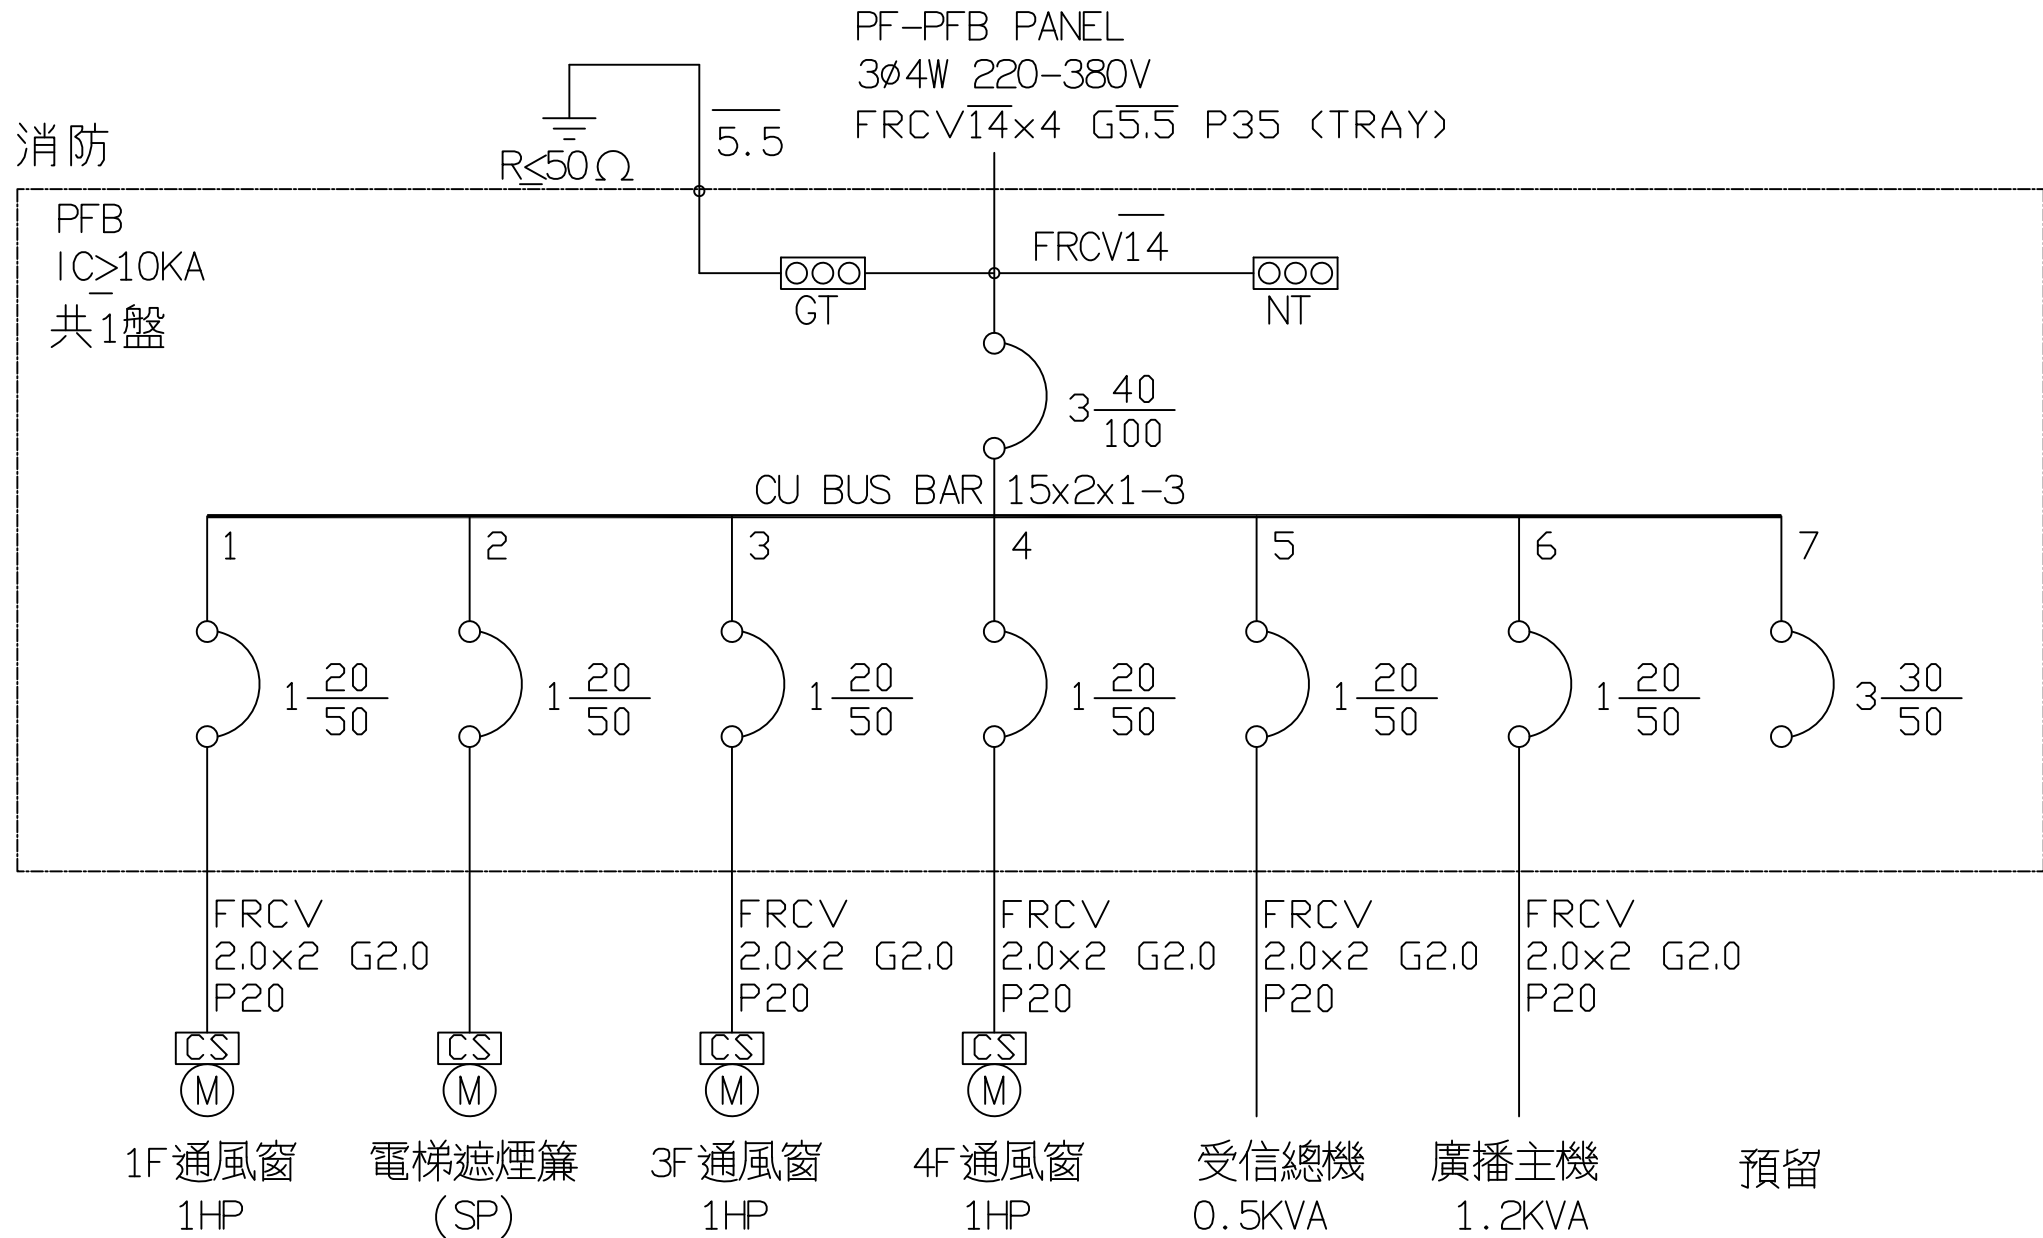 PF-PFB PANEL
3ø4W 220-380V
FRCV14x4 G5.5 P35 (TRAY)
5.5
消防
R≤50Ω
PFB
IC≥10KA
共1盤
FRCV14
GT
NT
3 40/100
CU BUS BAR 15x2x1-3
1 2 3 4 5 6 7
1 20/50 1 20/50 1 20/50 1 20/50 1 20/50 1 20/50 3 30/50
FRCV FRCV FRCV FRCV FRCV
2.0x2 G2.0 2.0x2 G2.0 2.0x2 G2.0 2.0x2 G2.0 2.0x2 G2.0
P20 P20 P20 P20 P20
CS CS CS CS
M M M M
1F通風窗 電梯遮煙簾 3F通風窗 4F通風窗 受信總機 廣播主機 預留
1HP (SP) 1HP 1HP 0.5KVA 1.2KVA